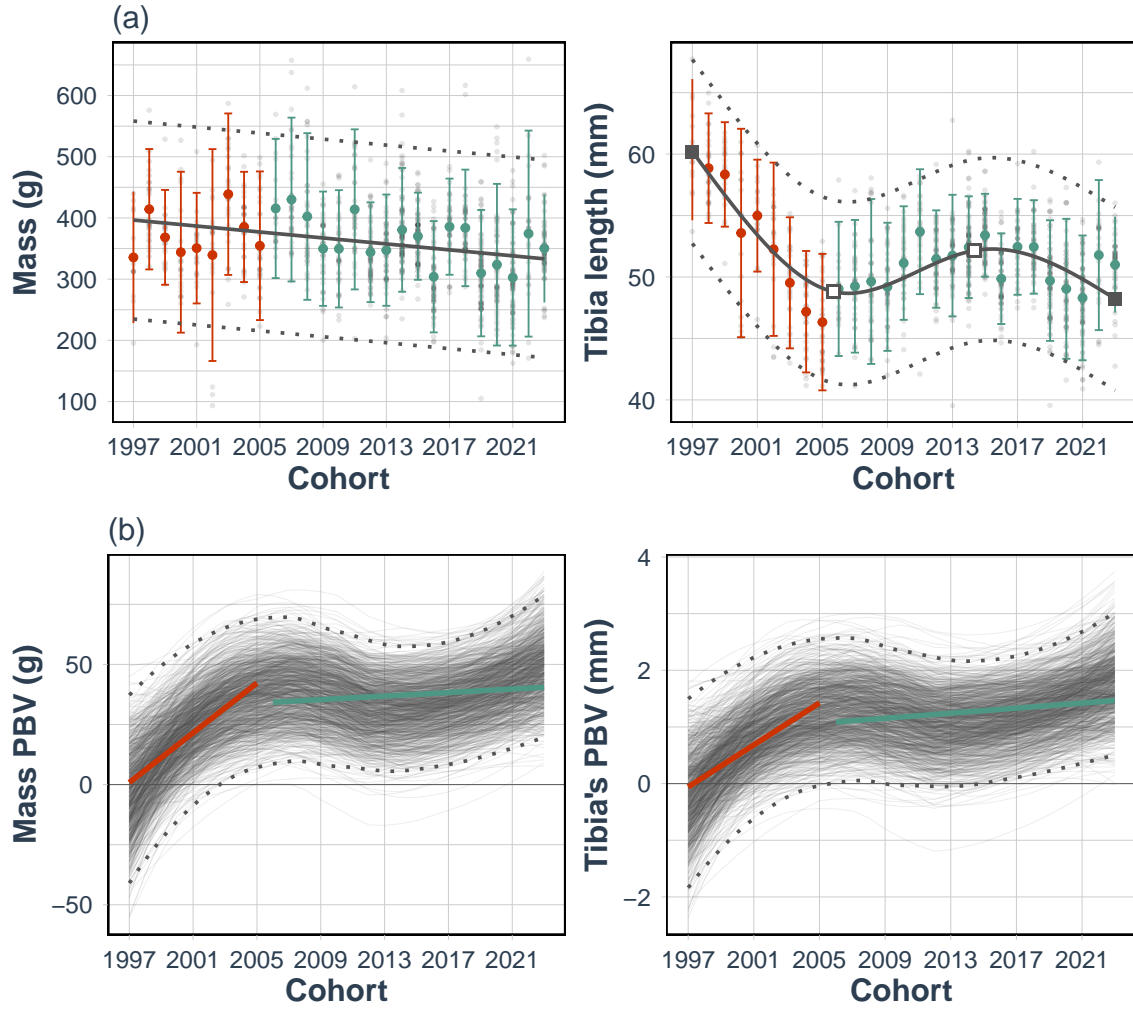 (a)
Mass (g)
600
500
400
300
200
100
1997 2001 2005 2009 2013 2017 2021
Cohort
Tibia length (mm)
60
50
40
1997 2001 2005 2009 2013 2017 2021
Cohort
(b)
Mass PBV (g)
50
0
−50
1997 2001 2005 2009 2013 2017 2021
Cohort
Tibia's PBV (mm)
4
2
0
−2
1997 2001 2005 2009 2013 2017 2021
Cohort